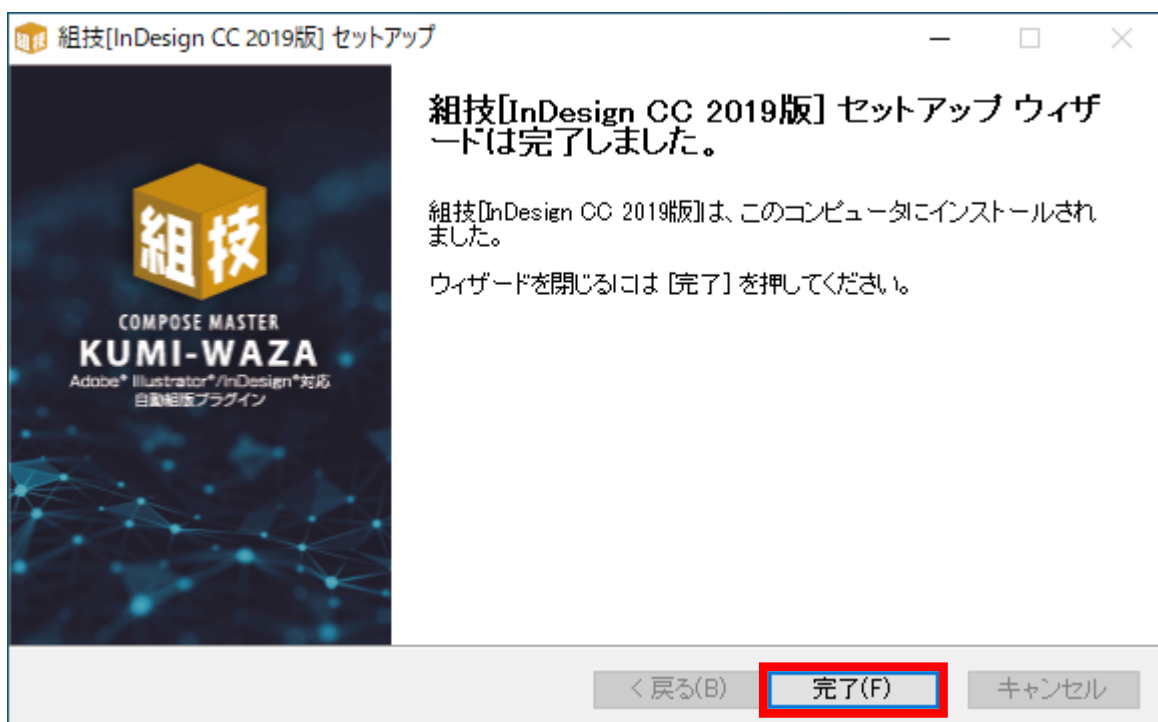 組技[InDesign CC 2019版] セットアップ
組技[InDesign CC 2019版] セットアップ ウィザ
ードは完了しました。
組技[InDesign CC 2019版]は、このコンピュータにインストールされ
ました。
ウィザードを閉じるには [完了] を押してください。
組技
COMPOSE MASTER
KUMI-WAZA
Adobe® Illustrator®/InDesign®対応
自動組版プラグイン
< 戻る(B)
完了(F)
キャンセル